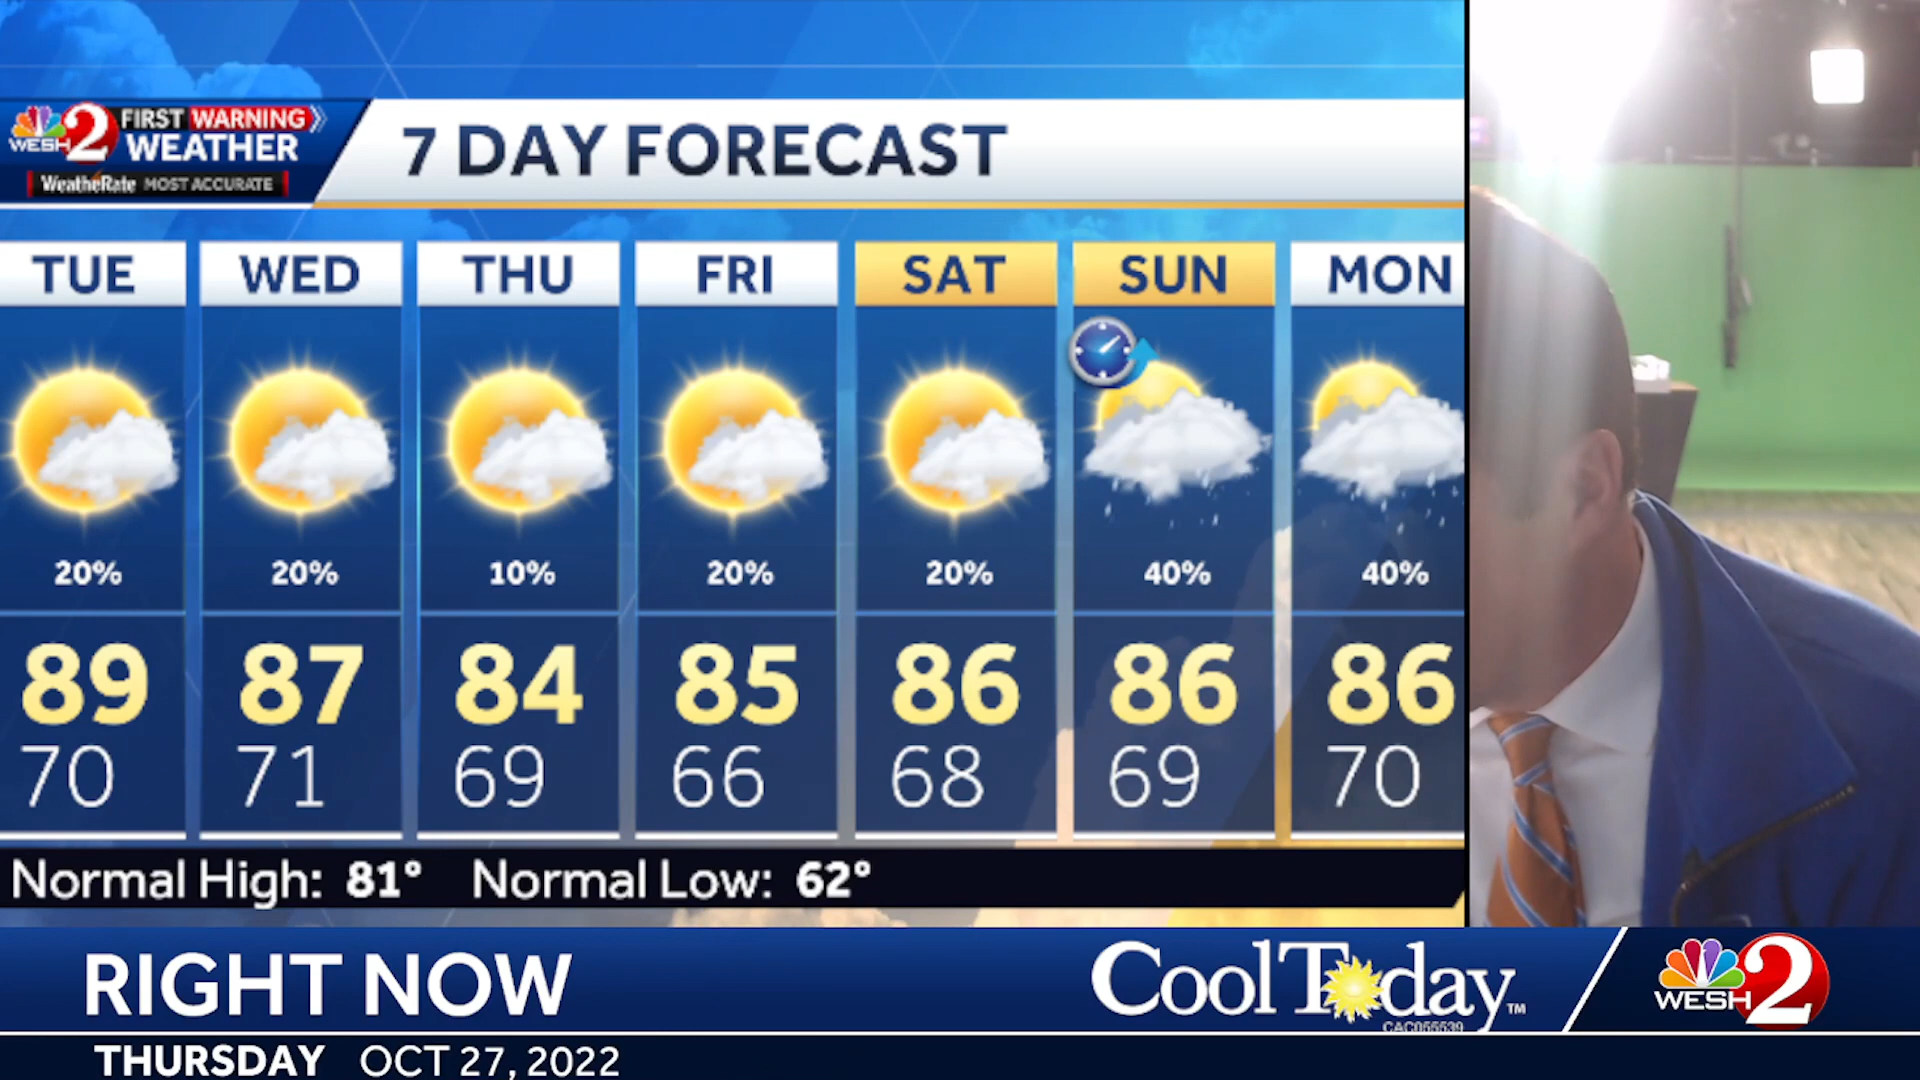 WESH 2 FIRST WARNING
WEATHER
WeatheRate MOST ACCURATE
7 DAY FORECAST
TUE WED THU FRI SAT SUN MON
20% 20% 10% 20% 20% 40% 40%
89 87 84 85 86 86 86
70 71 69 66 68 69 70
Normal High: 81° Normal Low: 62°
RIGHT NOW
CoolToday™
CAC055539
WESH 2
THURSDAY OCT 27, 2022